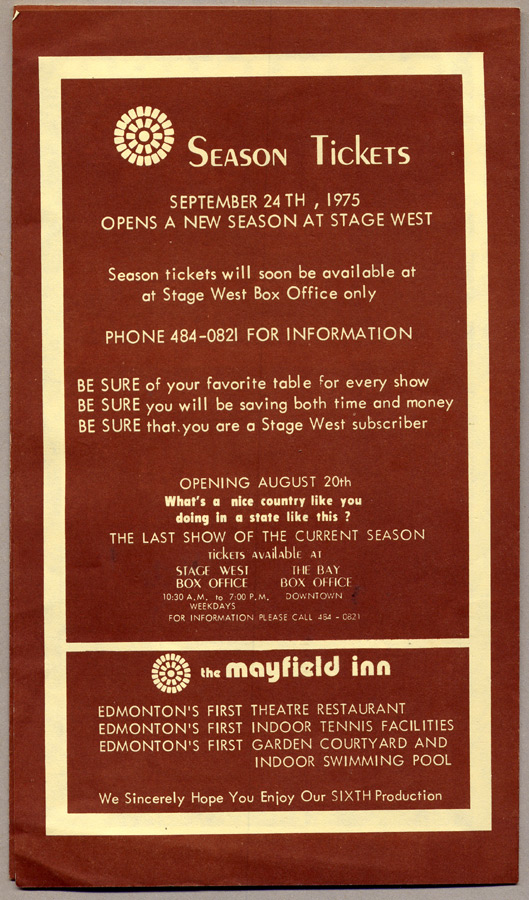 SEASON TICKETS
SEPTEMBER 24TH, 1975
OPENS A NEW SEASON AT STAGE WEST
Season tickets will soon be available at
at Stage West Box Office only
PHONE 484-0821 FOR INFORMATION
BE SURE of your favorite table for every show
BE SURE you will be saving both time and money
BE SURE that.you are a Stage West subscriber
OPENING AUGUST 20th
What's a nice country like you
doing in a state like this ?
THE LAST SHOW OF THE CURRENT SEASON
TICKETS AVAILABLE AT
STAGE WEST THE BAY
BOX OFFICE BOX OFFICE
10:30 A.M. to 7:00 P.M. DOWNTOWN
WEEKDAYS
FOR INFORMATION PLEASE CALL 484 - 0821
the mayfield inn
EDMONTON'S FIRST THEATRE RESTAURANT
EDMONTON'S FIRST INDOOR TENNIS FACILITIES
EDMONTON'S FIRST GARDEN COURTYARD AND
INDOOR SWIMMING POOL
We Sincerely Hope You Enjoy Our SIXTH Production